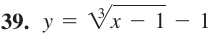 39. y = ∛(x − 1) − 1